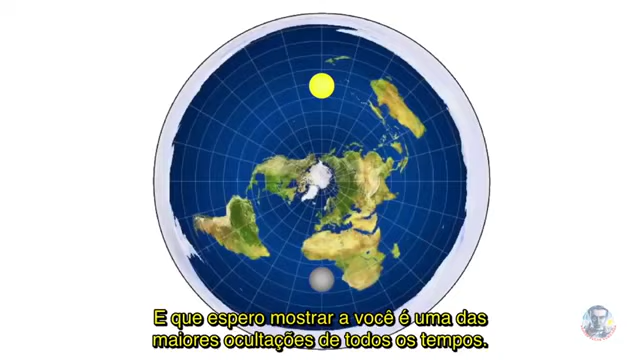 E que espero mostrar a você é uma das
maiores ocultações de todos os tempos.